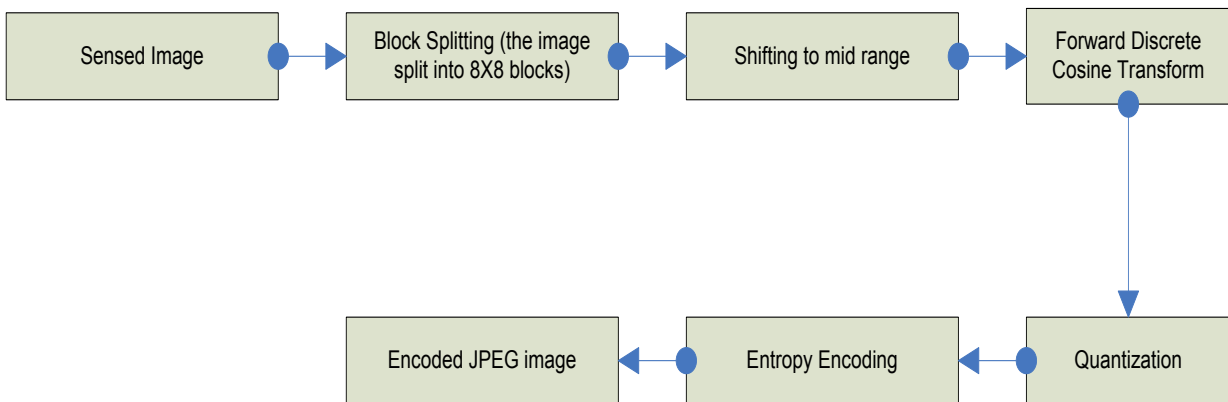 Sensed Image
Block Splitting (the image
split into 8X8 blocks)
Shifting to mid range
Forward Discrete
Cosine Transform
Quantization
Entropy Encoding
Encoded JPEG image